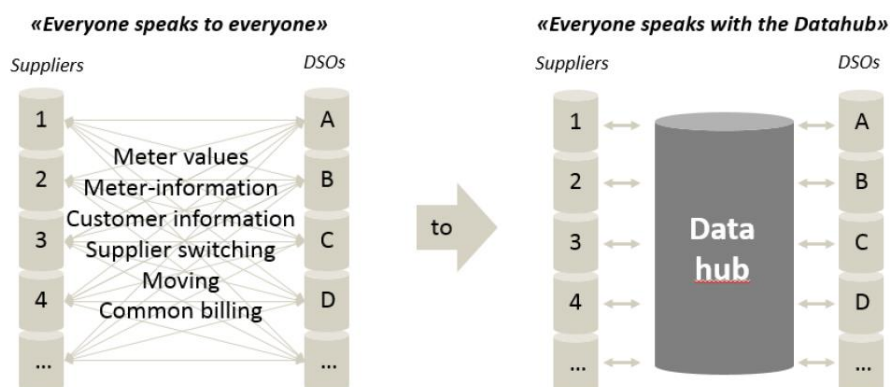 «Everyone speaks to everyone»
Suppliers
DSOs
1
A
Meter values
2
Meter-information
B
Customer information
3
C
Supplier switching
4
Moving
D
Common billing
...
...
to
«Everyone speaks with the Datahub»
Suppliers
DSOs
1
A
2
B
3
Data
hub
C
4
D
...
...